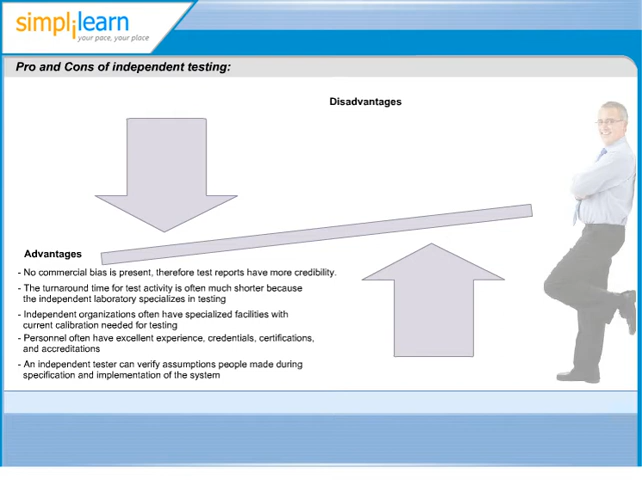 simplilearn
your pace, your place
Pro and Cons of independent testing:
Disadvantages
Advantages
- No commercial bias is present, therefore test reports have more credibility.
- The turnaround time for test activity is often much shorter because
the independent laboratory specializes in testing
- Independent organizations often have specialized facilities with
current calibration needed for testing
- Personnel often have excellent experience, credentials, certifications,
and accreditations
- An independent tester can verify assumptions people made during
specification and implementation of the system